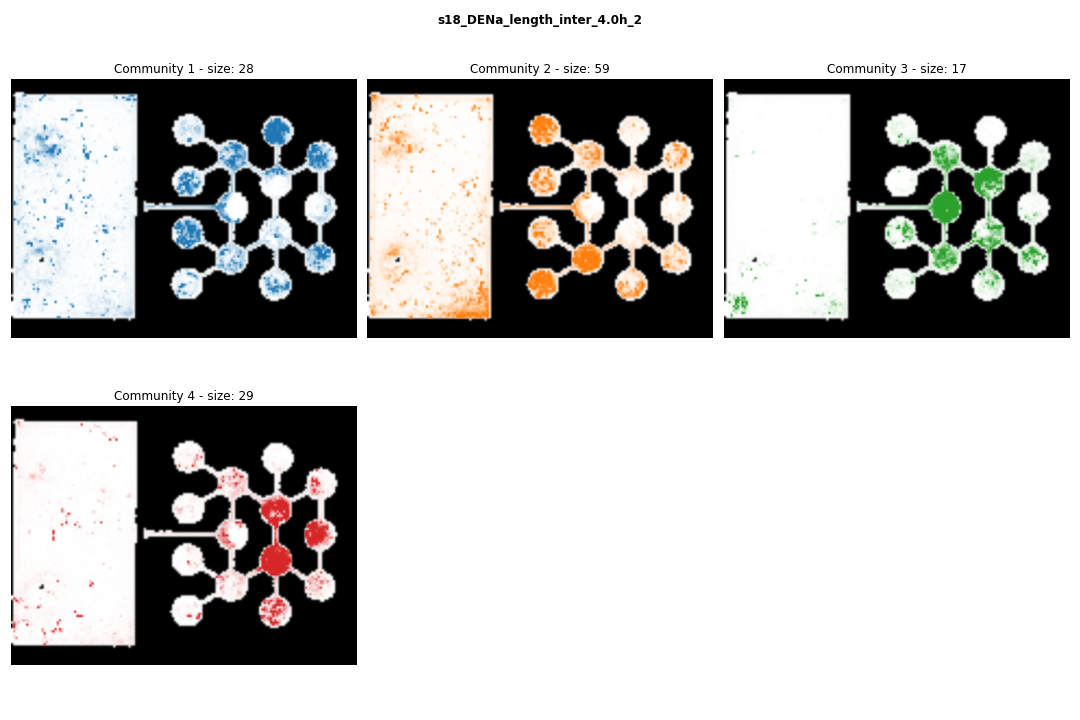 s18_DENa_length_inter_4.0h_2
Community 1 - size: 28
Community 2 - size: 59
Community 3 - size: 17
Community 4 - size: 29